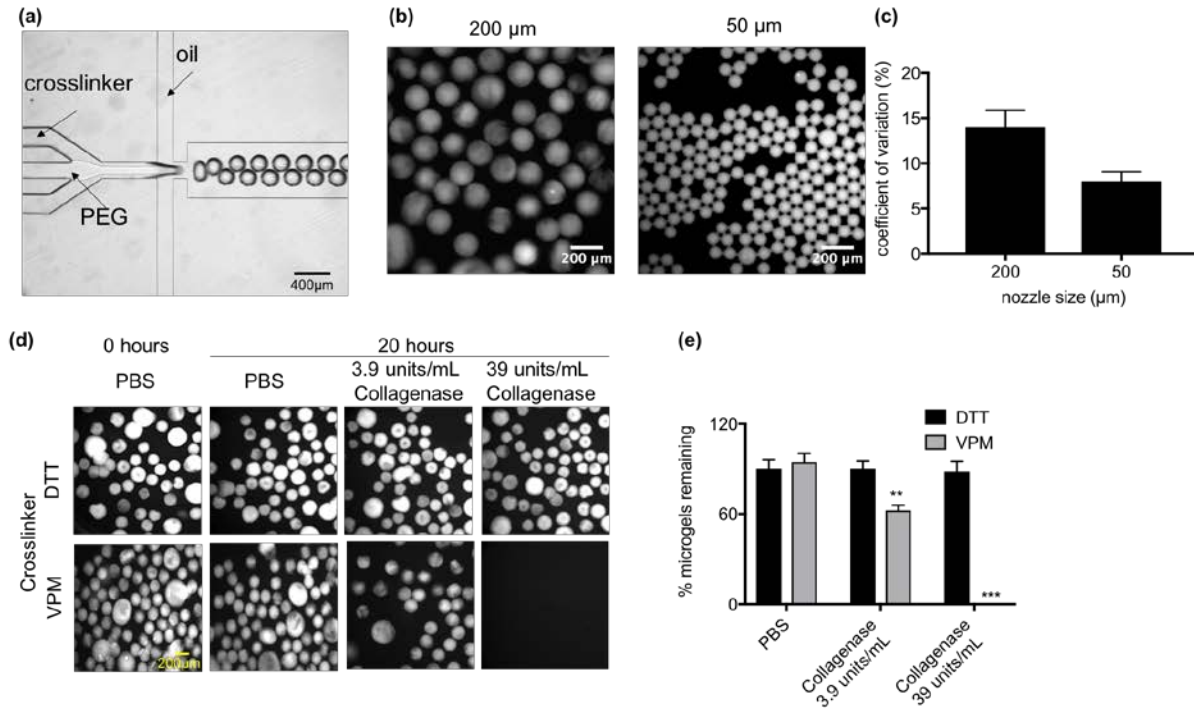 (a)
oil
crosslinker
PEG
400µm
(b)
200 µm
50 µm
200 µm
200 µm
(c)
coefficient of variation (%)
20
15
10
5
0
200
50
nozzle size (µm)
(d)
0 hours
20 hours
PBS
PBS
3.9 units/mL
Collagenase
39 units/mL
Collagenase
Crosslinker
DTT
VPM
200µm
(e)
DTT
VPM
% microgels remaining
120
60
0
**
***
PBS
Collagenase
3.9 units/mL
Collagenase
39 units/mL